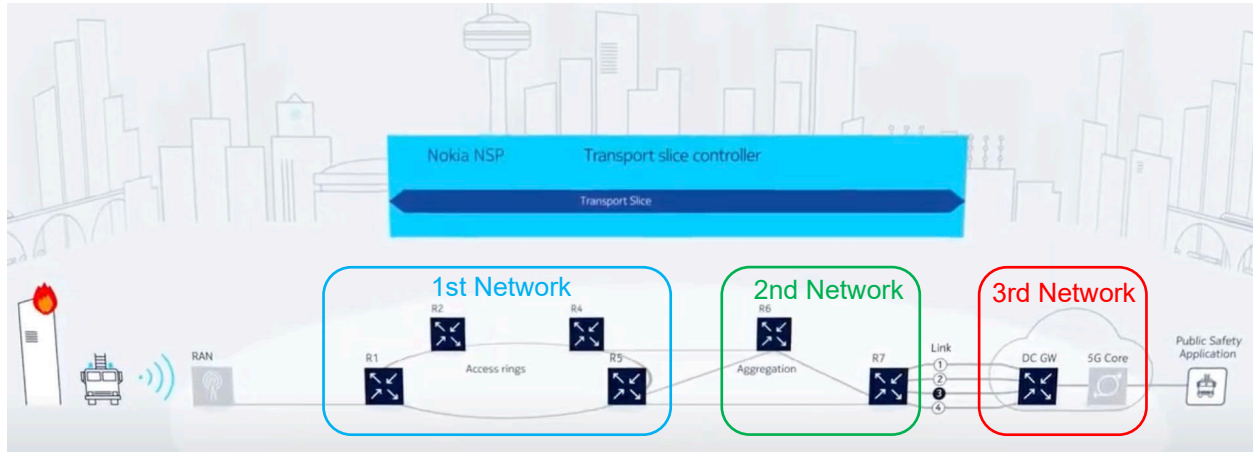 Nokia NSP
Transport slice controller
Transport Slice
1st Network
2nd Network
3rd Network
R2
R4
R6
RAN
R1
Access rings
R5
Aggregation
R7
Link
1
2
3
4
DC GW
5G Core
Public Safety
Application